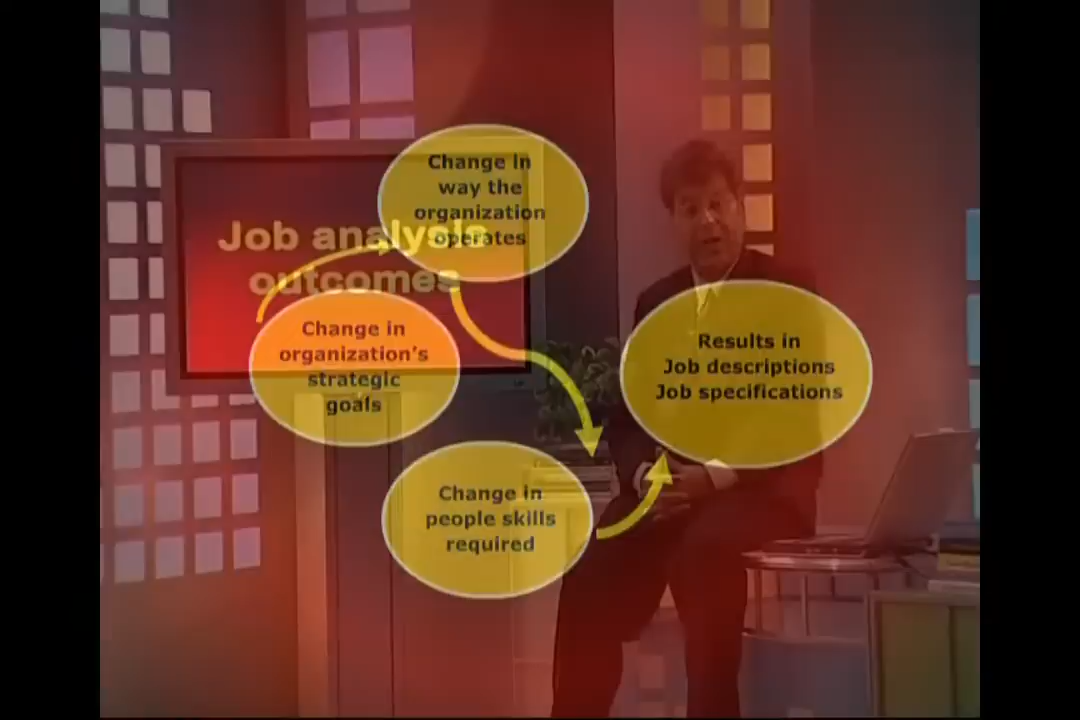 Job analysis
outcomes
Change in
way the
organization
operates
Change in
organization's
strategic
goals
Change in
people skills
required
Results in
Job descriptions
Job specifications